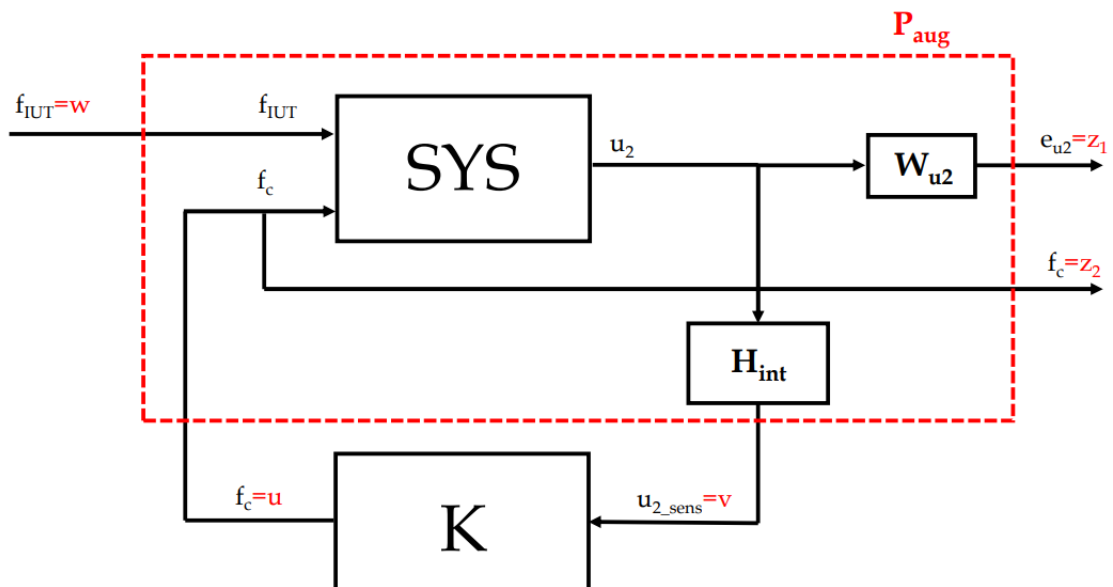 P_aug
f_IUT=w
f_IUT
SYS
u_2
W_u2
e_u2=z_1
f_c
f_c=z_2
H_int
f_c=u
K
u_2_sens=v